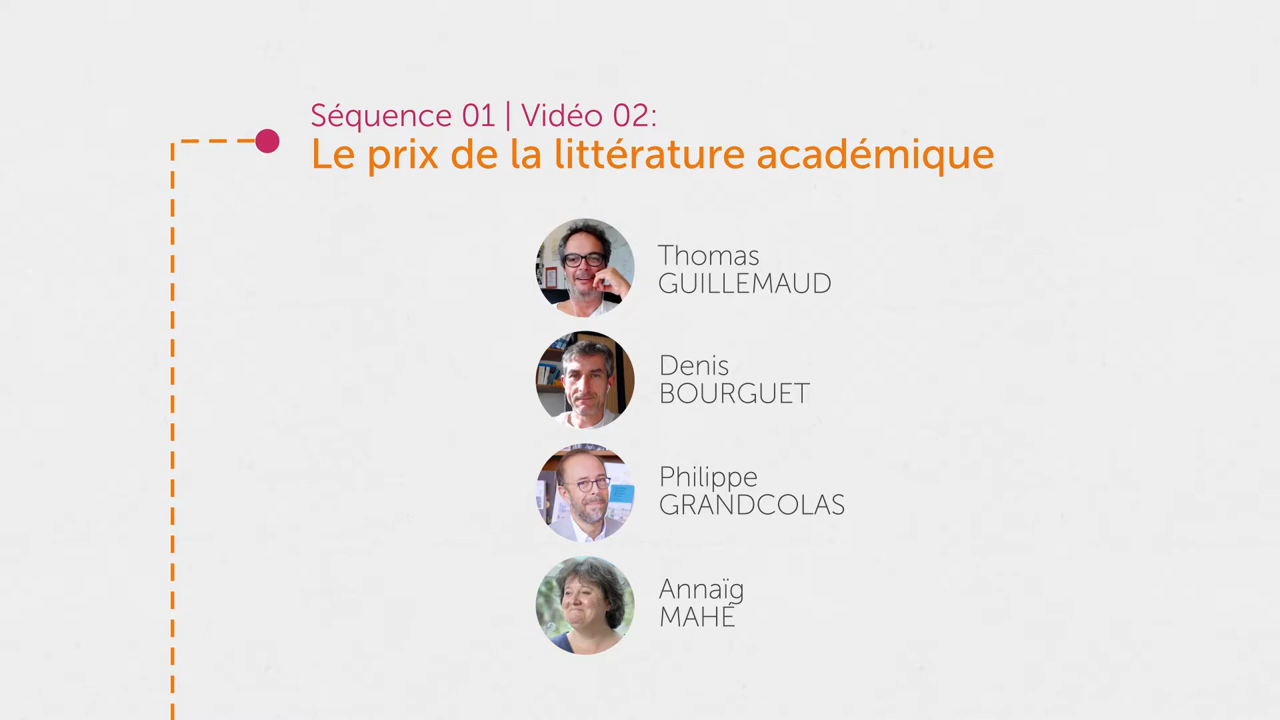 Séquence 01 | Vidéo 02:
Le prix de la littérature académique
Thomas
GUILLEMAUD
Denis
BOURGUET
Philippe
GRANDCOLAS
Annaïg
MAHÉ